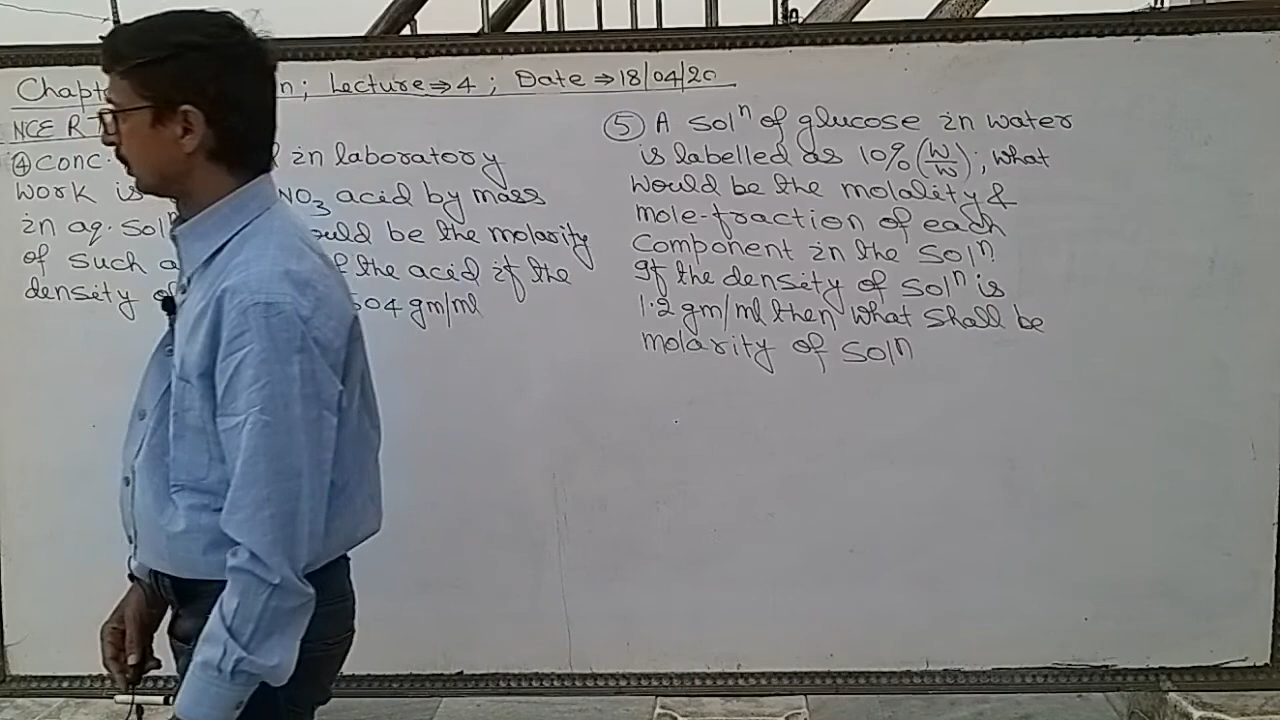 Chapt n; Lecture⇒4; Date⇒18/04/20
NCER
④ conc. in laboratory
work is NO₃ acid by mass
in aq. solⁿ ould be the molarity
of such a the acid if the
density of 504 gm/ml
⑤ A solⁿ of glucose in water
is labelled as 10% (W/W); what
would be the molality &
mole-fraction of each
component in the solⁿ.
If the density of solⁿ is
1.2 gm/ml then what shall be
molarity of solⁿ